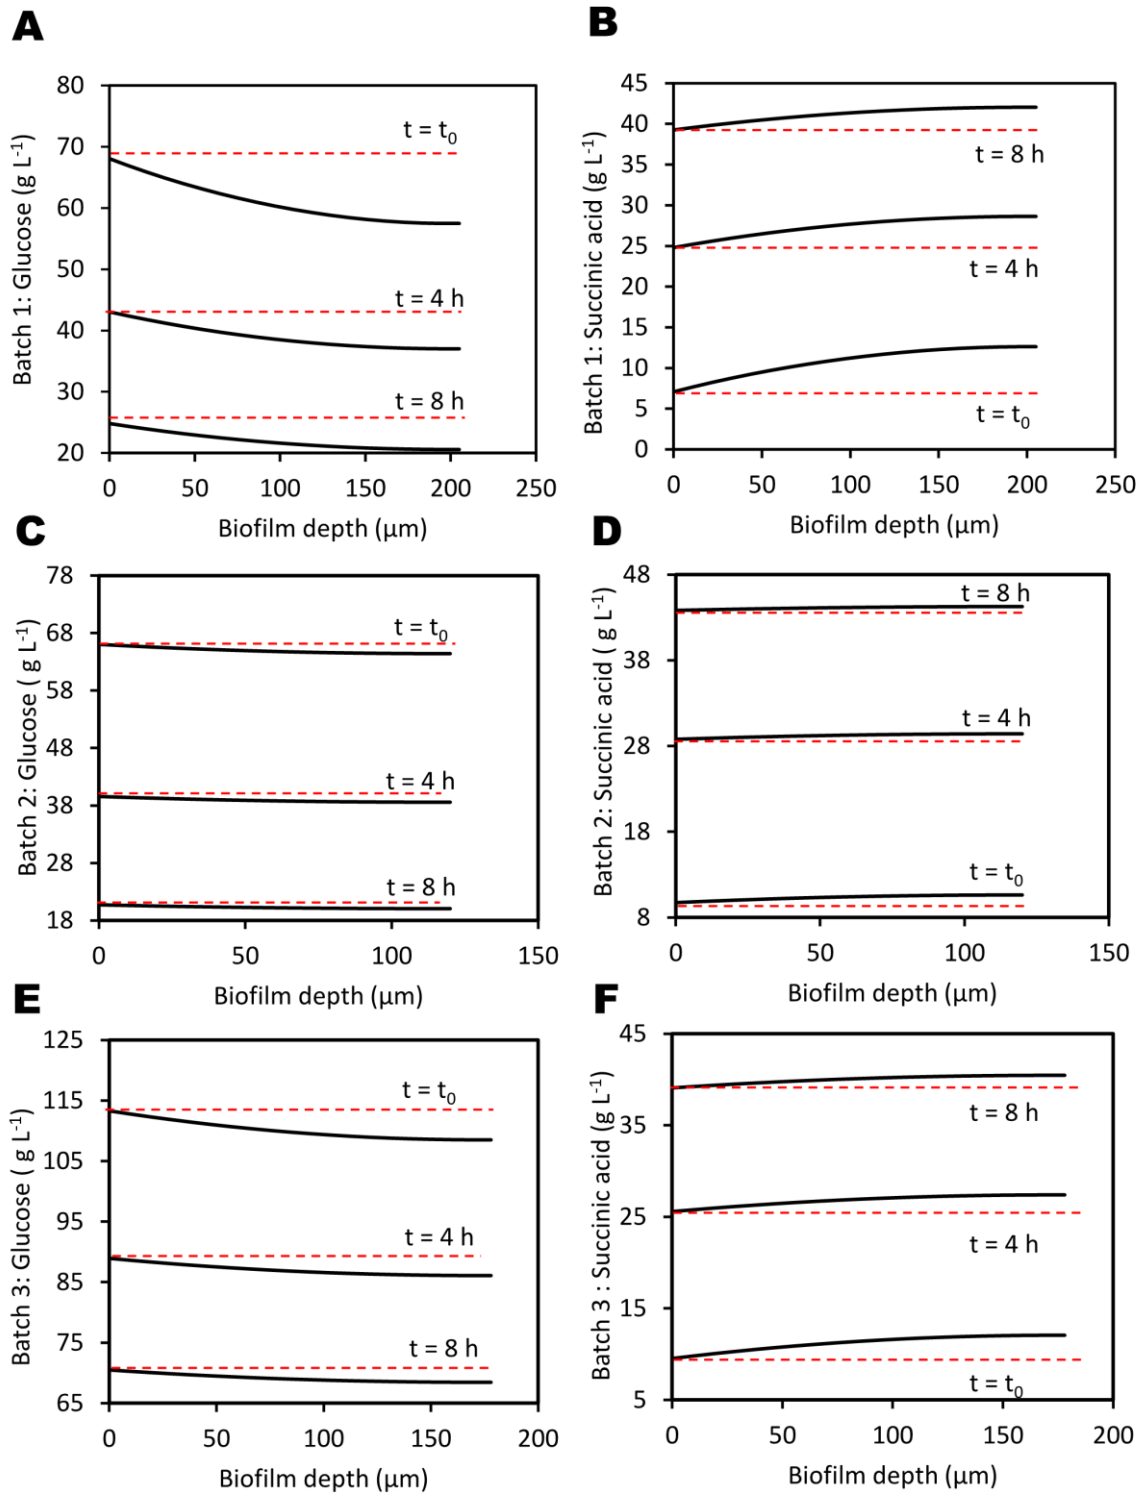 A
Batch 1: Glucose (g L-1)
80
70
60
50
40
30
20
t = t0
t = 4 h
t = 8 h
0 50 100 150 200 250
Biofilm depth (µm)
B
Batch 1: Succinic acid (g L-1)
45
40
35
30
25
20
15
10
5
0
t = 8 h
t = 4 h
t = t0
0 50 100 150 200 250
Biofilm depth (µm)
C
Batch 2: Glucose ( g L-1)
78
68
58
48
38
28
18
t = t0
t = 4 h
t = 8 h
0 50 100 150
Biofilm depth (µm)
D
Batch 2: Succinic acid ( g L-1)
48
38
28
18
8
t = 8 h
t = 4 h
t = t0
0 50 100 150
Biofilm depth (µm)
E
Batch 3: Glucose ( g L-1)
125
115
105
95
85
75
65
t = t0
t = 4 h
t = 8 h
0 50 100 150 200
Biofilm depth (µm)
F
Batch 3 : Succinic acid (g L-1)
45
35
25
15
5
t = 8 h
t = 4 h
t = t0
0 50 100 150 200
Biofilm depth (µm)